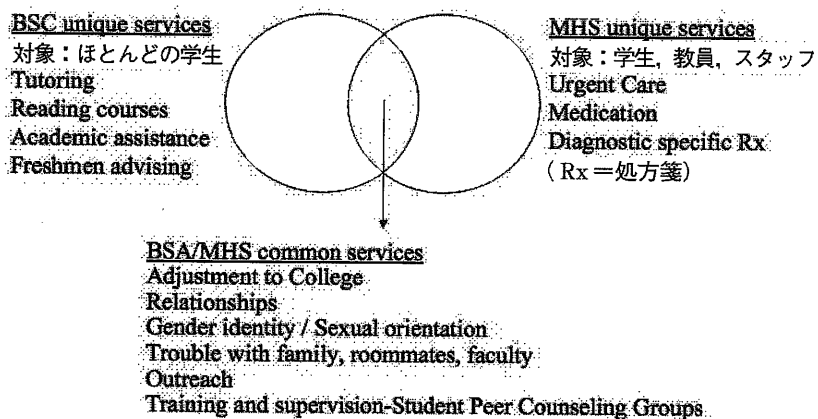 BSC unique services
対象：ほとんどの学生
Tutoring
Reading courses
Academic assistance
Freshmen advising
MHS unique services
対象：学生，教員，スタッフ
Urgent Care
Medication
Diagnostic specific Rx
（Rx＝処方箋）
BSA/MHS common services
Adjustment to College
Relationships
Gender identity / Sexual orientation
Trouble with family, roommates, faculty
Outreach
Training and supervision-Student Peer Counseling Groups